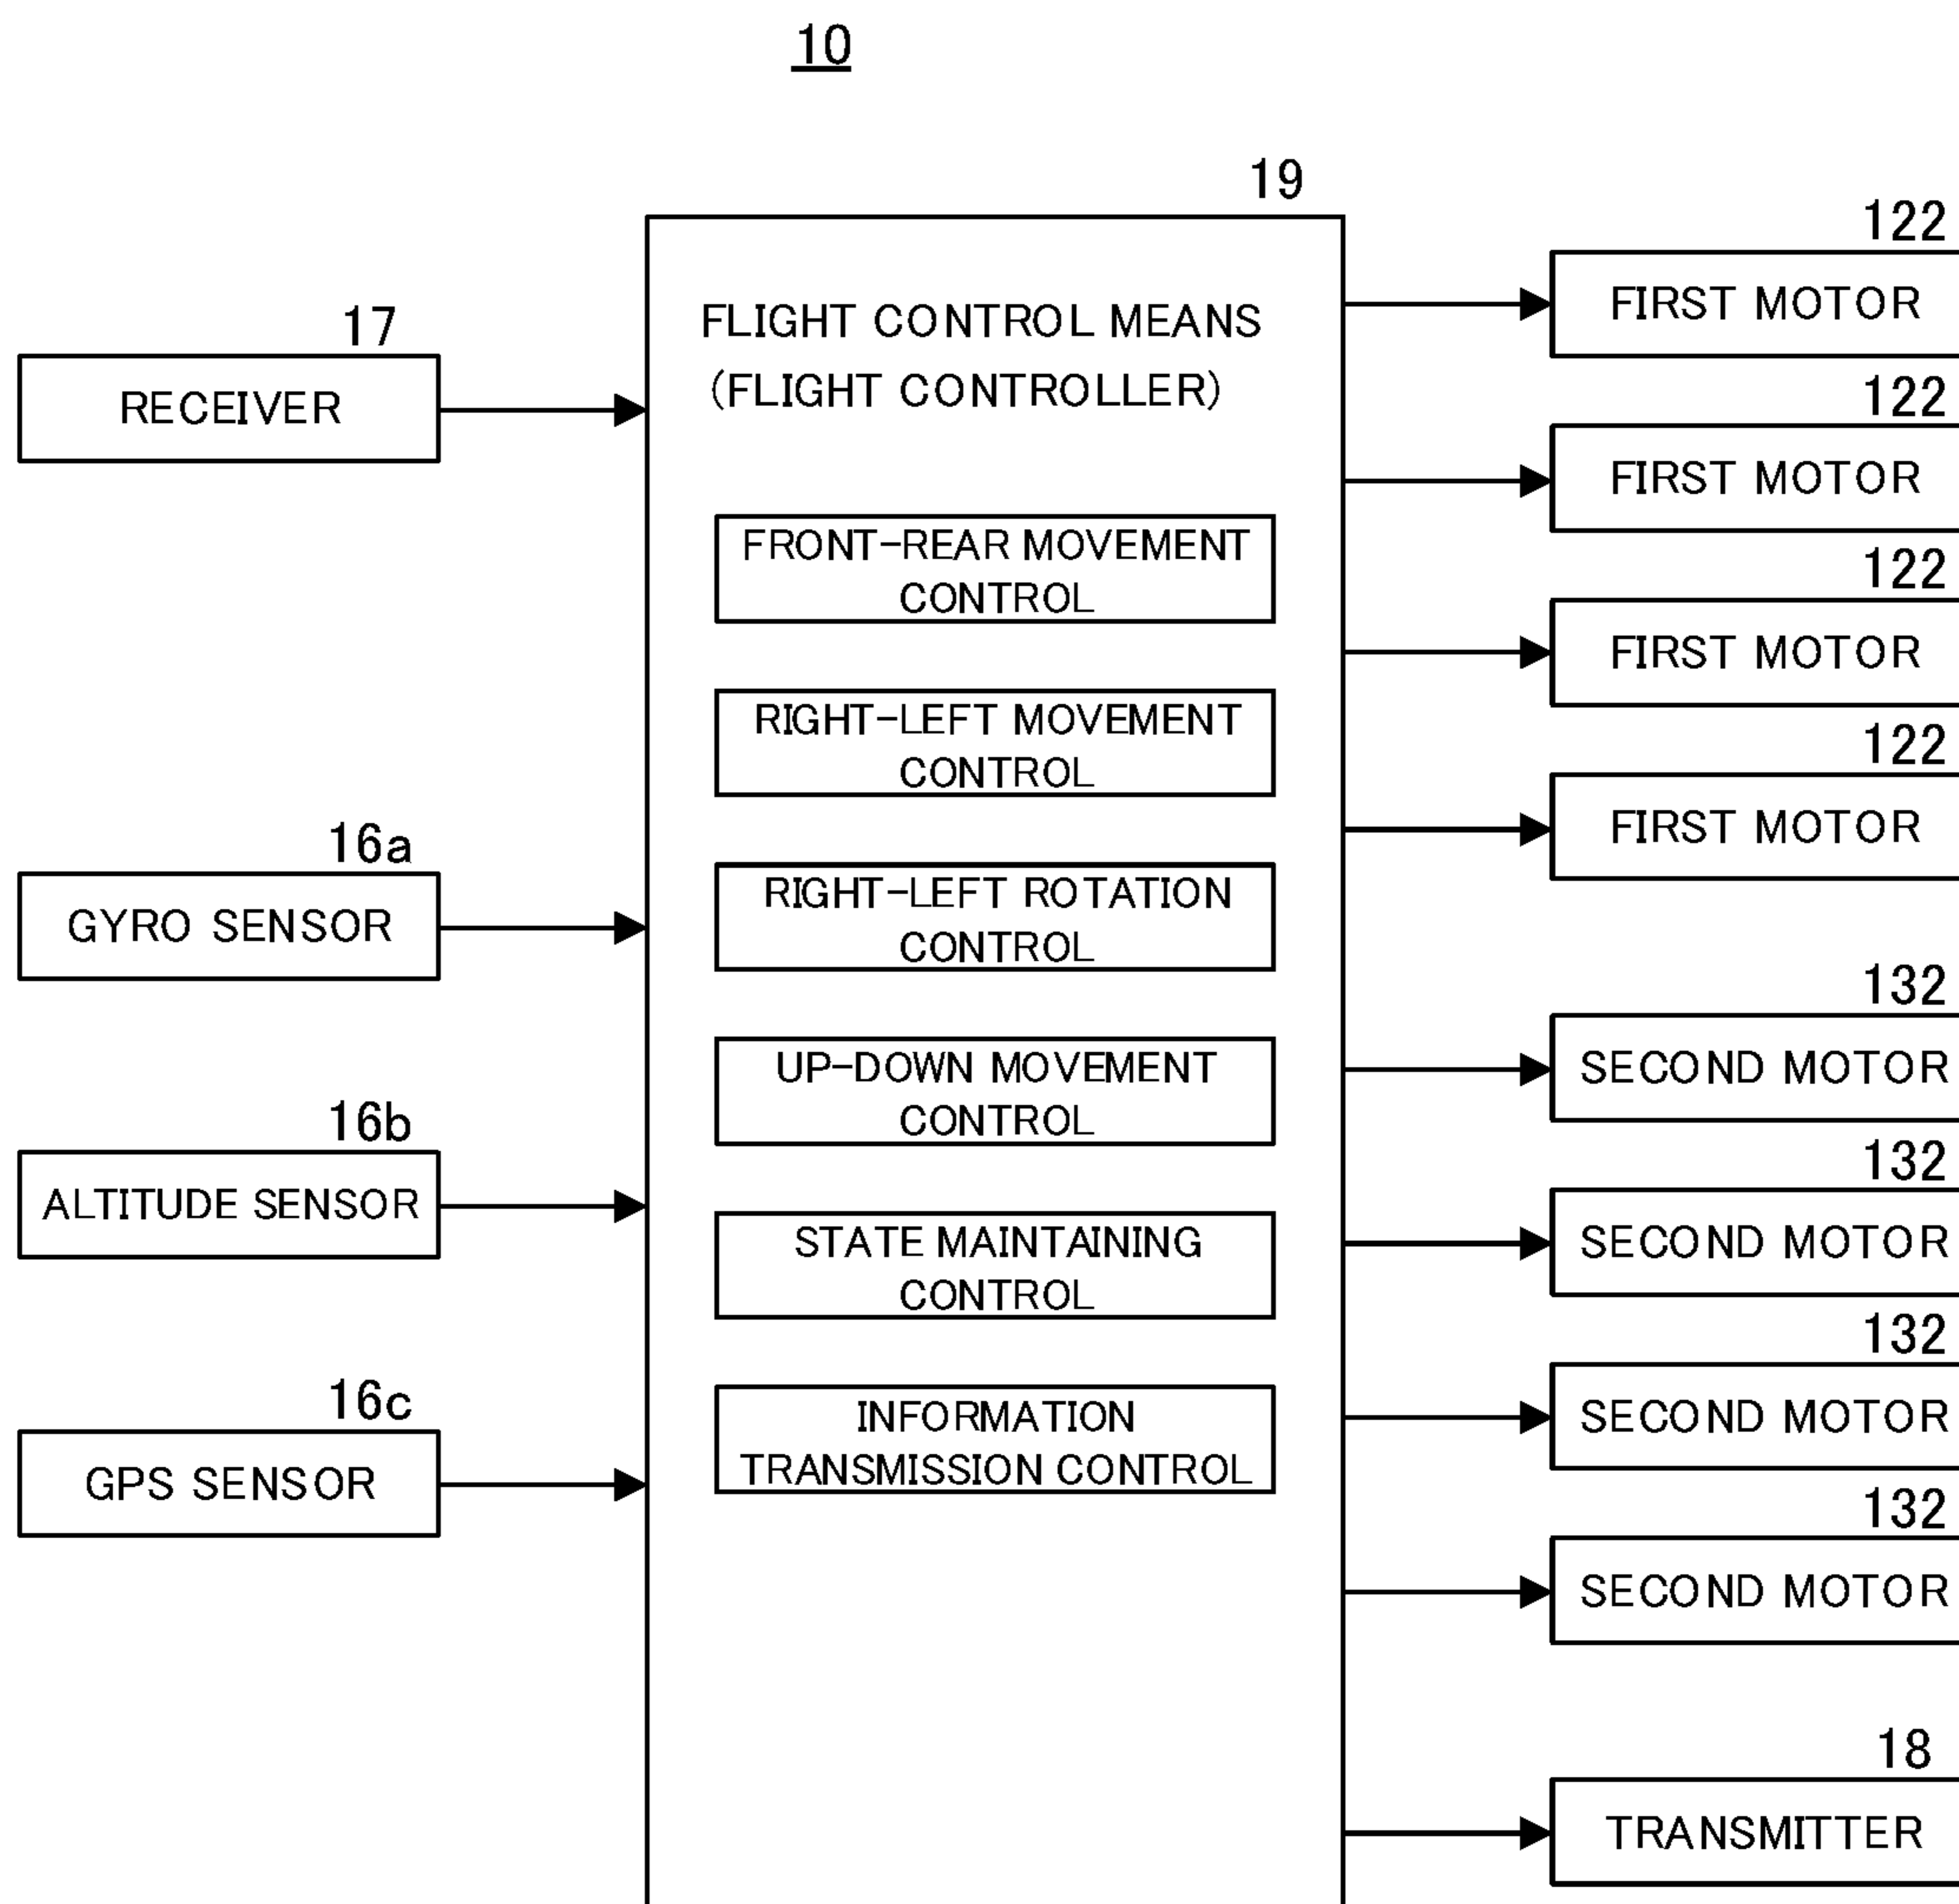 10
19
FLIGHT CONTROL MEANS
(FLIGHT CONTROLLER)
17
RECEIVER
16a
GYRO SENSOR
16b
ALTITUDE SENSOR
16c
GPS SENSOR
FRONT-REAR MOVEMENT
CONTROL
RIGHT-LEFT MOVEMENT
CONTROL
RIGHT-LEFT ROTATION
CONTROL
UP-DOWN MOVEMENT
CONTROL
STATE MAINTAINING
CONTROL
INFORMATION
TRANSMISSION CONTROL
122
FIRST MOTOR
122
FIRST MOTOR
122
FIRST MOTOR
122
FIRST MOTOR
132
SECOND MOTOR
132
SECOND MOTOR
132
SECOND MOTOR
132
SECOND MOTOR
18
TRANSMITTER